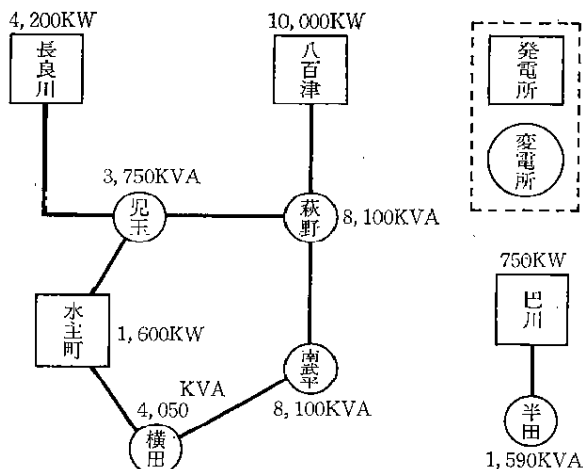 4,200KW
長良川
10,000KW
八百津
発電所
変電所
3,750KVA
児玉
萩野
8,100KVA
750KW
巴川
水主町
1,600KW
南武平
8,100KVA
KVA
4,050
横田
半田
1,590KVA